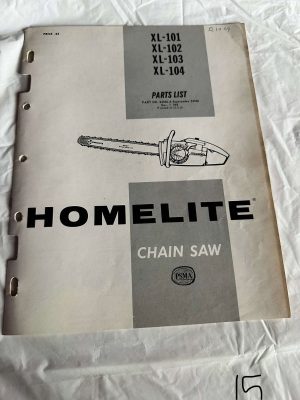 XL-101
XL-102
XL-103
XL-104
PARTS LIST
HOMELITE®
CHAIN SAW
PSMA
15